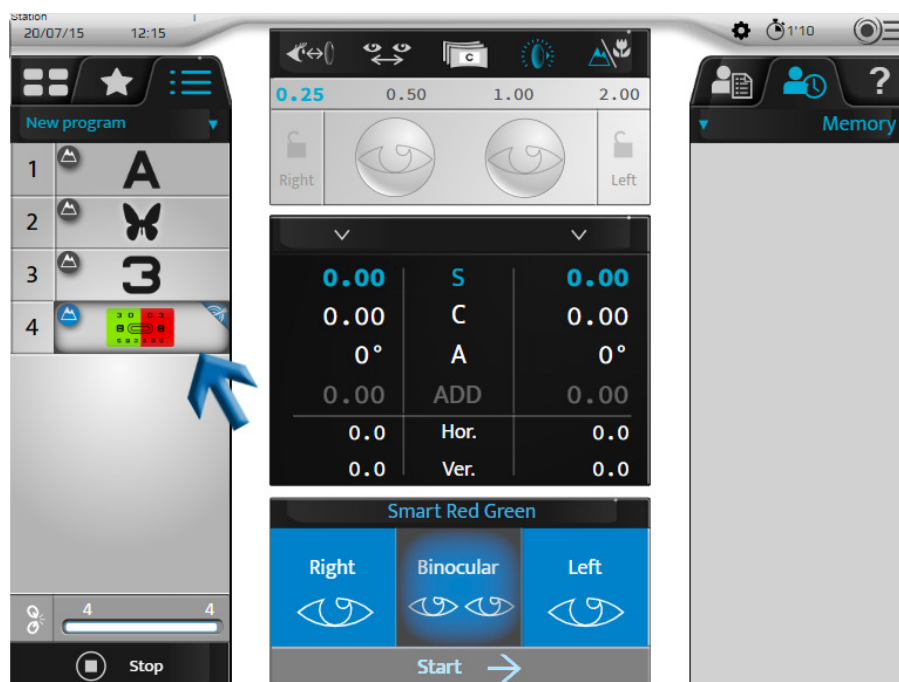 Station
20/07/15 12:15
1'10
C
?
0.25 0.50 1.00 2.00
New program
Memory
Right
Left
1 A
2
3 3
4
0.00 S 0.00
0.00 C 0.00
0° A 0°
0.00 ADD 0.00
0.0 Hor. 0.0
0.0 Ver. 0.0
Smart Red Green
Right Binocular Left
4 4
Stop
Start